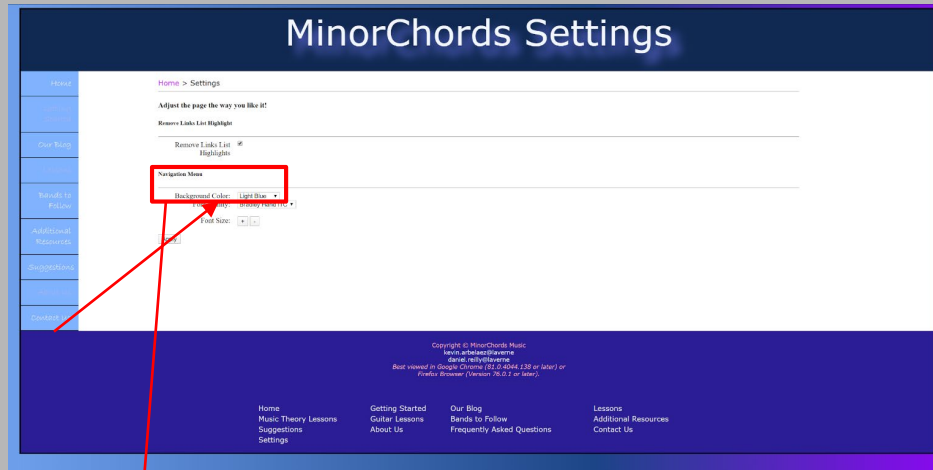 MinorChords Settings
Home
Home > Settings
Adjust the page the way you like it!
Remove Links List Highlight
Our Blog
Remove Links List
Highlights
Navigation Menu
Bands to
Follow
Background Color: Light Blue
Font Size: + -
Additional
Resources
Suggestions
Contact Us
Copyright © MinorChords Music
kevin.arbelaez@laverne
daniel.reilly@laverne
Best viewed in Google Chrome (81.0.4044.138 or later) or
Firefox Browser (Version 76.0.1 or later).
Home Getting Started Our Blog Lessons
Music Theory Lessons Guitar Lessons Bands to Follow Additional Resources
Suggestions About Us Frequently Asked Questions Contact Us
Settings